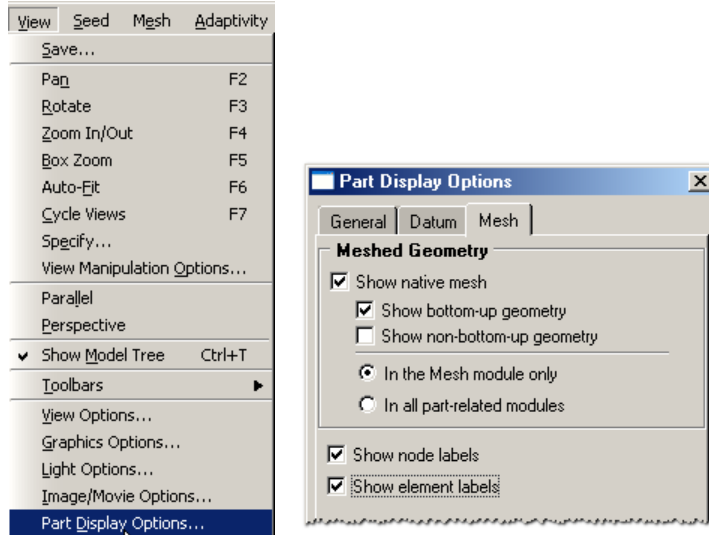 View Seed Mesh Adaptivity
Save...
Pan F2
Rotate F3
Zoom In/Out F4
Box Zoom F5
Auto-Fit F6
Cycle Views F7
Specify...
View Manipulation Options...
Parallel
Perspective
Show Model Tree Ctrl+T
Toolbars
View Options...
Graphics Options...
Light Options...
Image/Movie Options...
Part Display Options...
Part Display Options
General Datum Mesh
Meshed Geometry
Show native mesh
Show bottom-up geometry
Show non-bottom-up geometry
In the Mesh module only
In all part-related modules
Show node labels
Show element labels